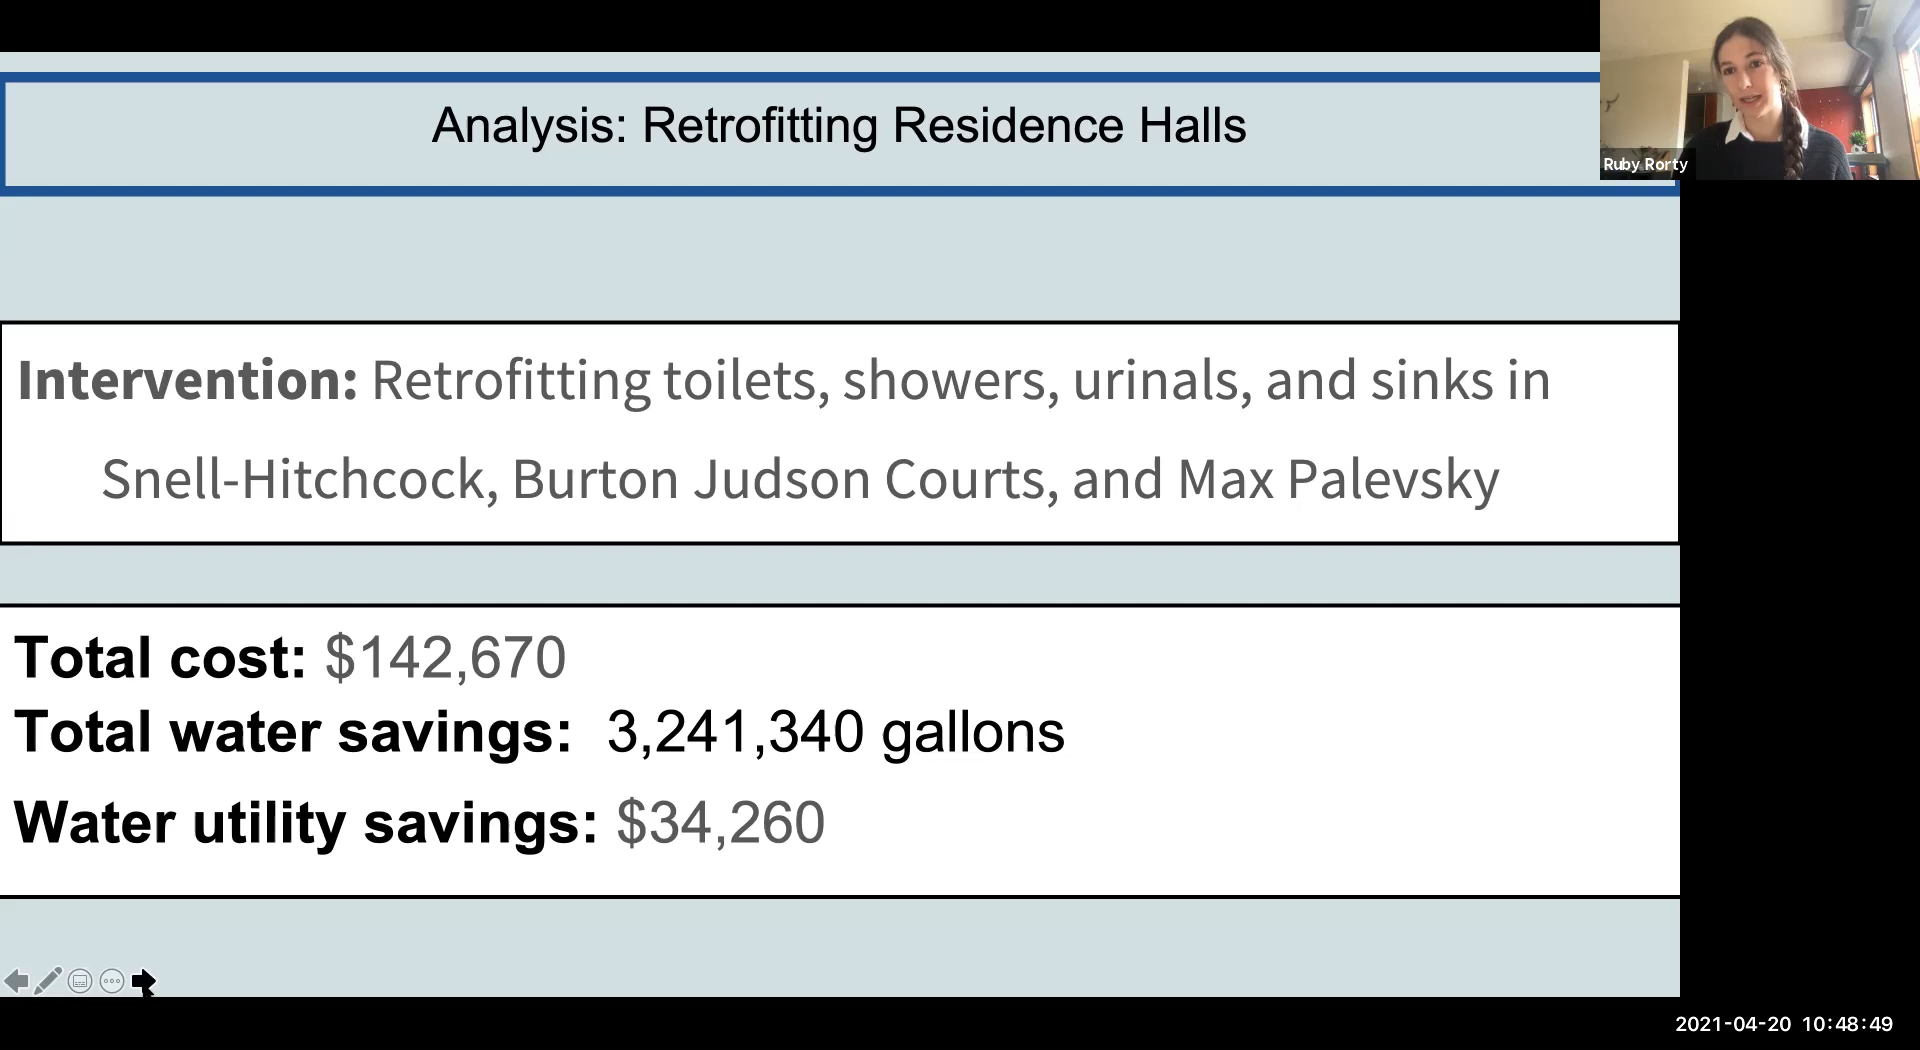 Analysis: Retrofitting Residence Halls
Ruby Rorty
Intervention: Retrofitting toilets, showers, urinals, and sinks in
Snell-Hitchcock, Burton Judson Courts, and Max Palevsky
Total cost: $142,670
Total water savings: 3,241,340 gallons
Water utility savings: $34,260
2021-04-20 10:48:49